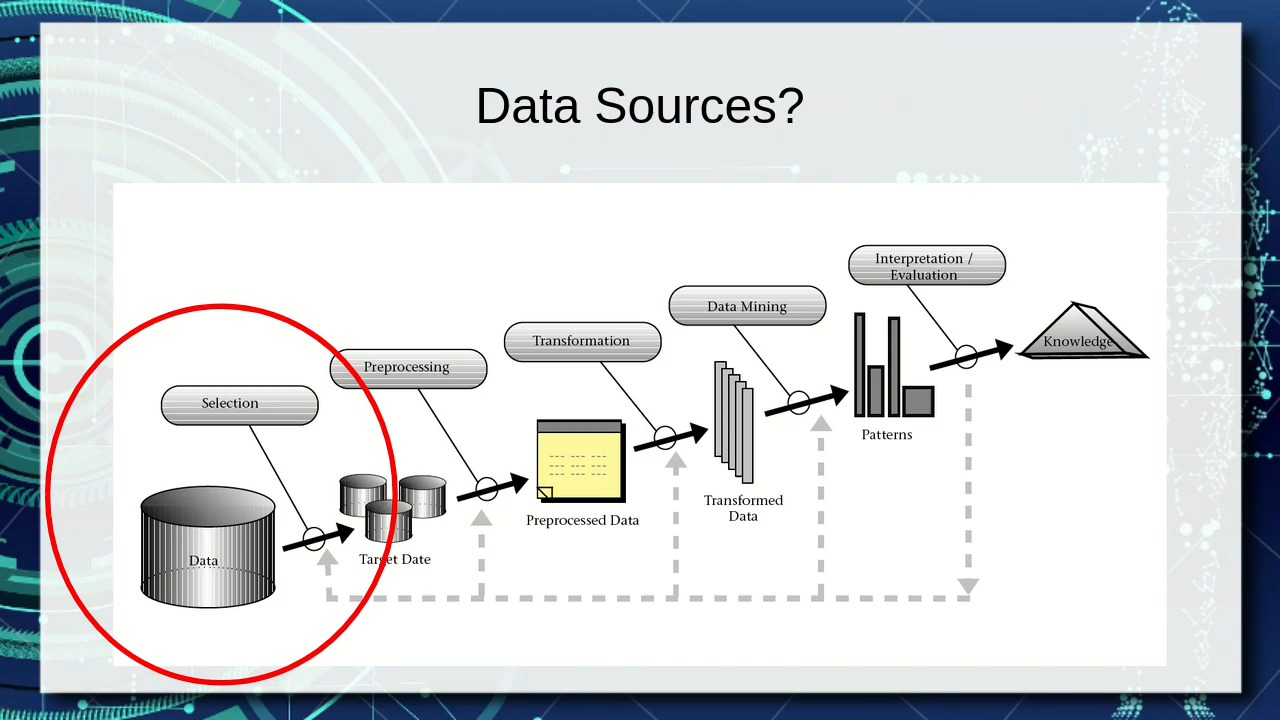 Data Sources?
Interpretation /
Evaluation
Data Mining
Transformation
Preprocessing
Selection
Knowledge
Patterns
Transformed
Data
Preprocessed Data
Target Date
Data